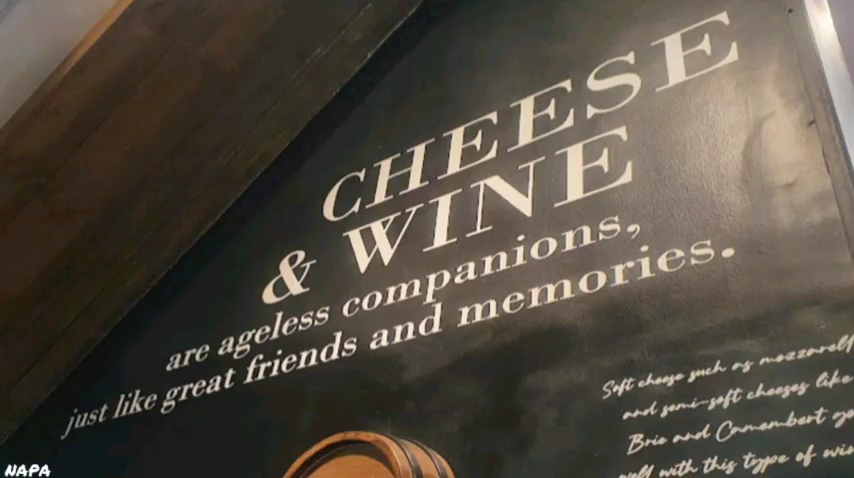 CHEESE
& WINE
are ageless companions,
just like great friends and memories.
Soft cheese such as
and semi-soft cheeses like
Brie and Camembert
well with this type of
NAPA